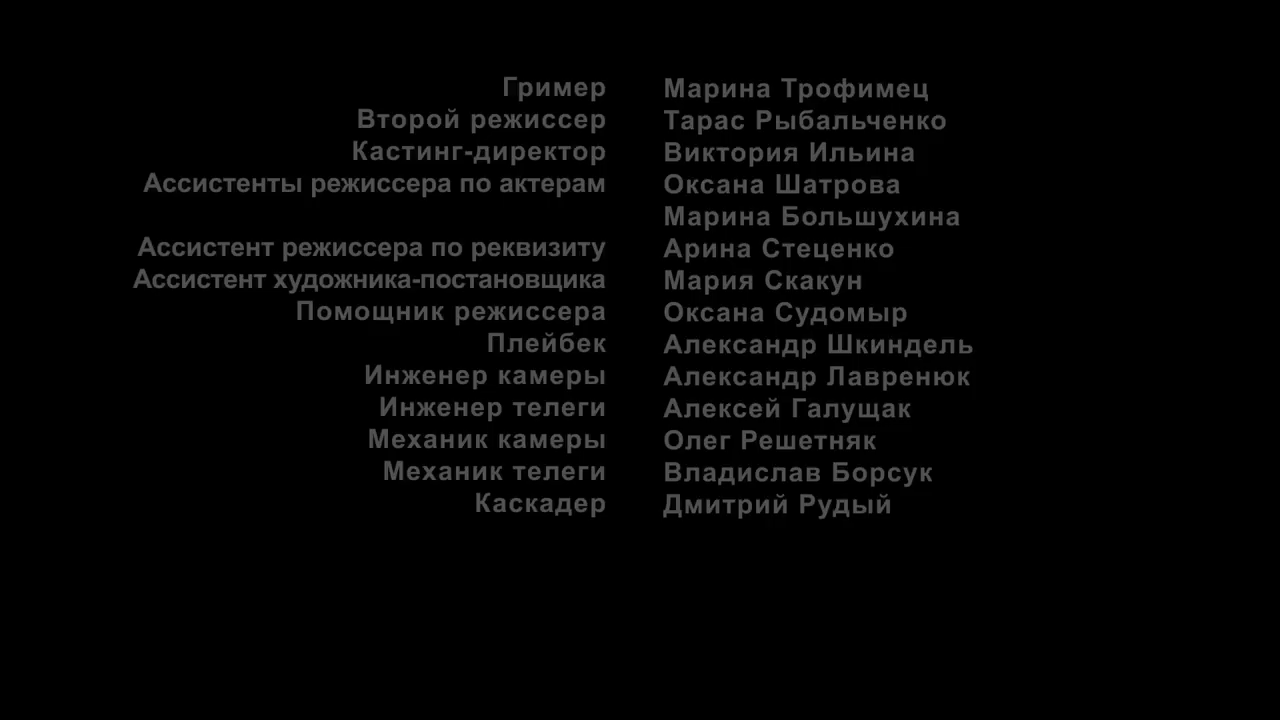 Гример Марина Трофимец
Второй режиссер Тарас Рыбальченко
Кастинг-директор Виктория Ильина
Ассистенты режиссера по актерам Оксана Шатрова
Марина Большухина
Ассистент режиссера по реквизиту Арина Стеценко
Ассистент художника-постановщика Мария Скакун
Помощник режиссера Оксана Судомыр
Плейбек Александр Шкиндель
Инженер камеры Александр Лавренюк
Инженер телеги Алексей Галущак
Механик камеры Олег Решетняк
Механик телеги Владислав Борсук
Каскадер Дмитрий Рудый